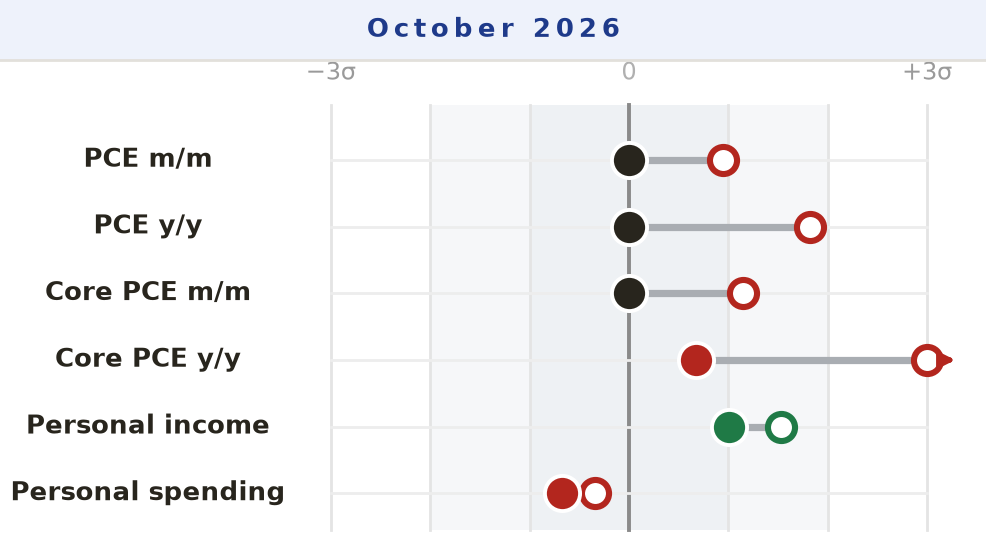 October 2026
−3σ 0 +3σ
PCE m/m
PCE y/y
Core PCE m/m
Core PCE y/y
Personal income
Personal spending